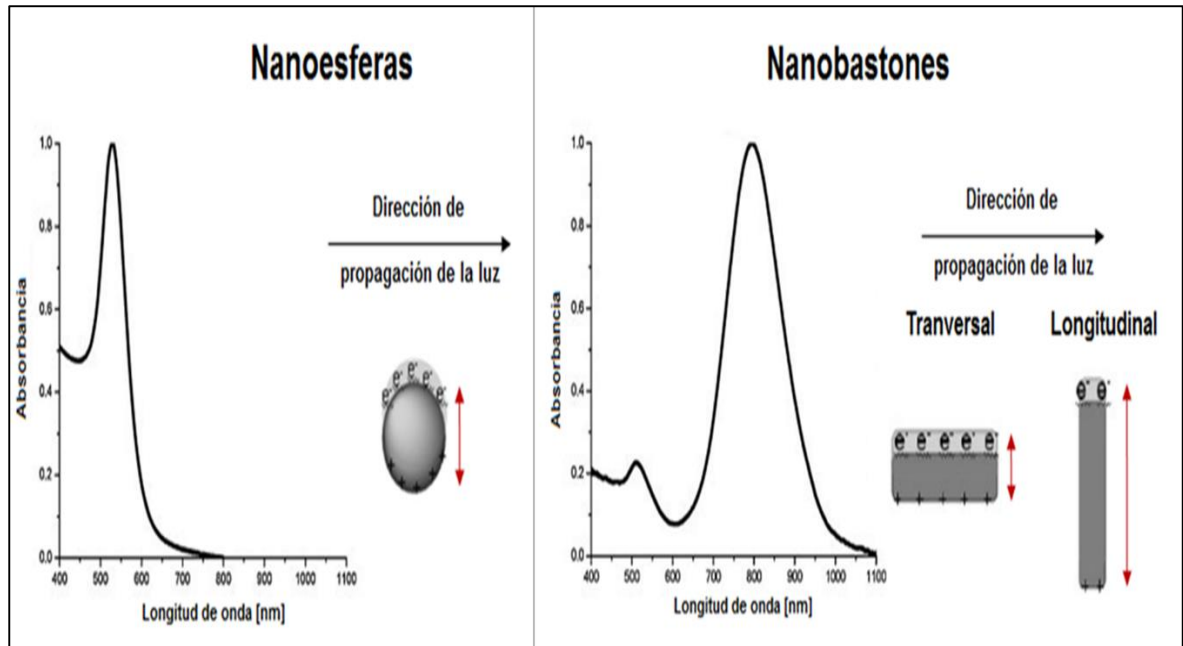 Nanoesferas
1.0
0.8
0.6
0.4
0.2
0.0
Absorbancia
400 500 600 700 800 900 1000 1100
Longitud de onda [nm]
Dirección de
propagación de la luz
e- e- e- e- e-
+ + + + + +
Nanobastones
1.0
0.8
0.6
0.4
0.2
0.0
Absorbancia
400 500 600 700 800 900 1000 1100
Longitud de onda [nm]
Dirección de
propagación de la luz
Tranversal
Longitudinal
e- e- e- e- e-
+ + + + +
e- e-
+ +